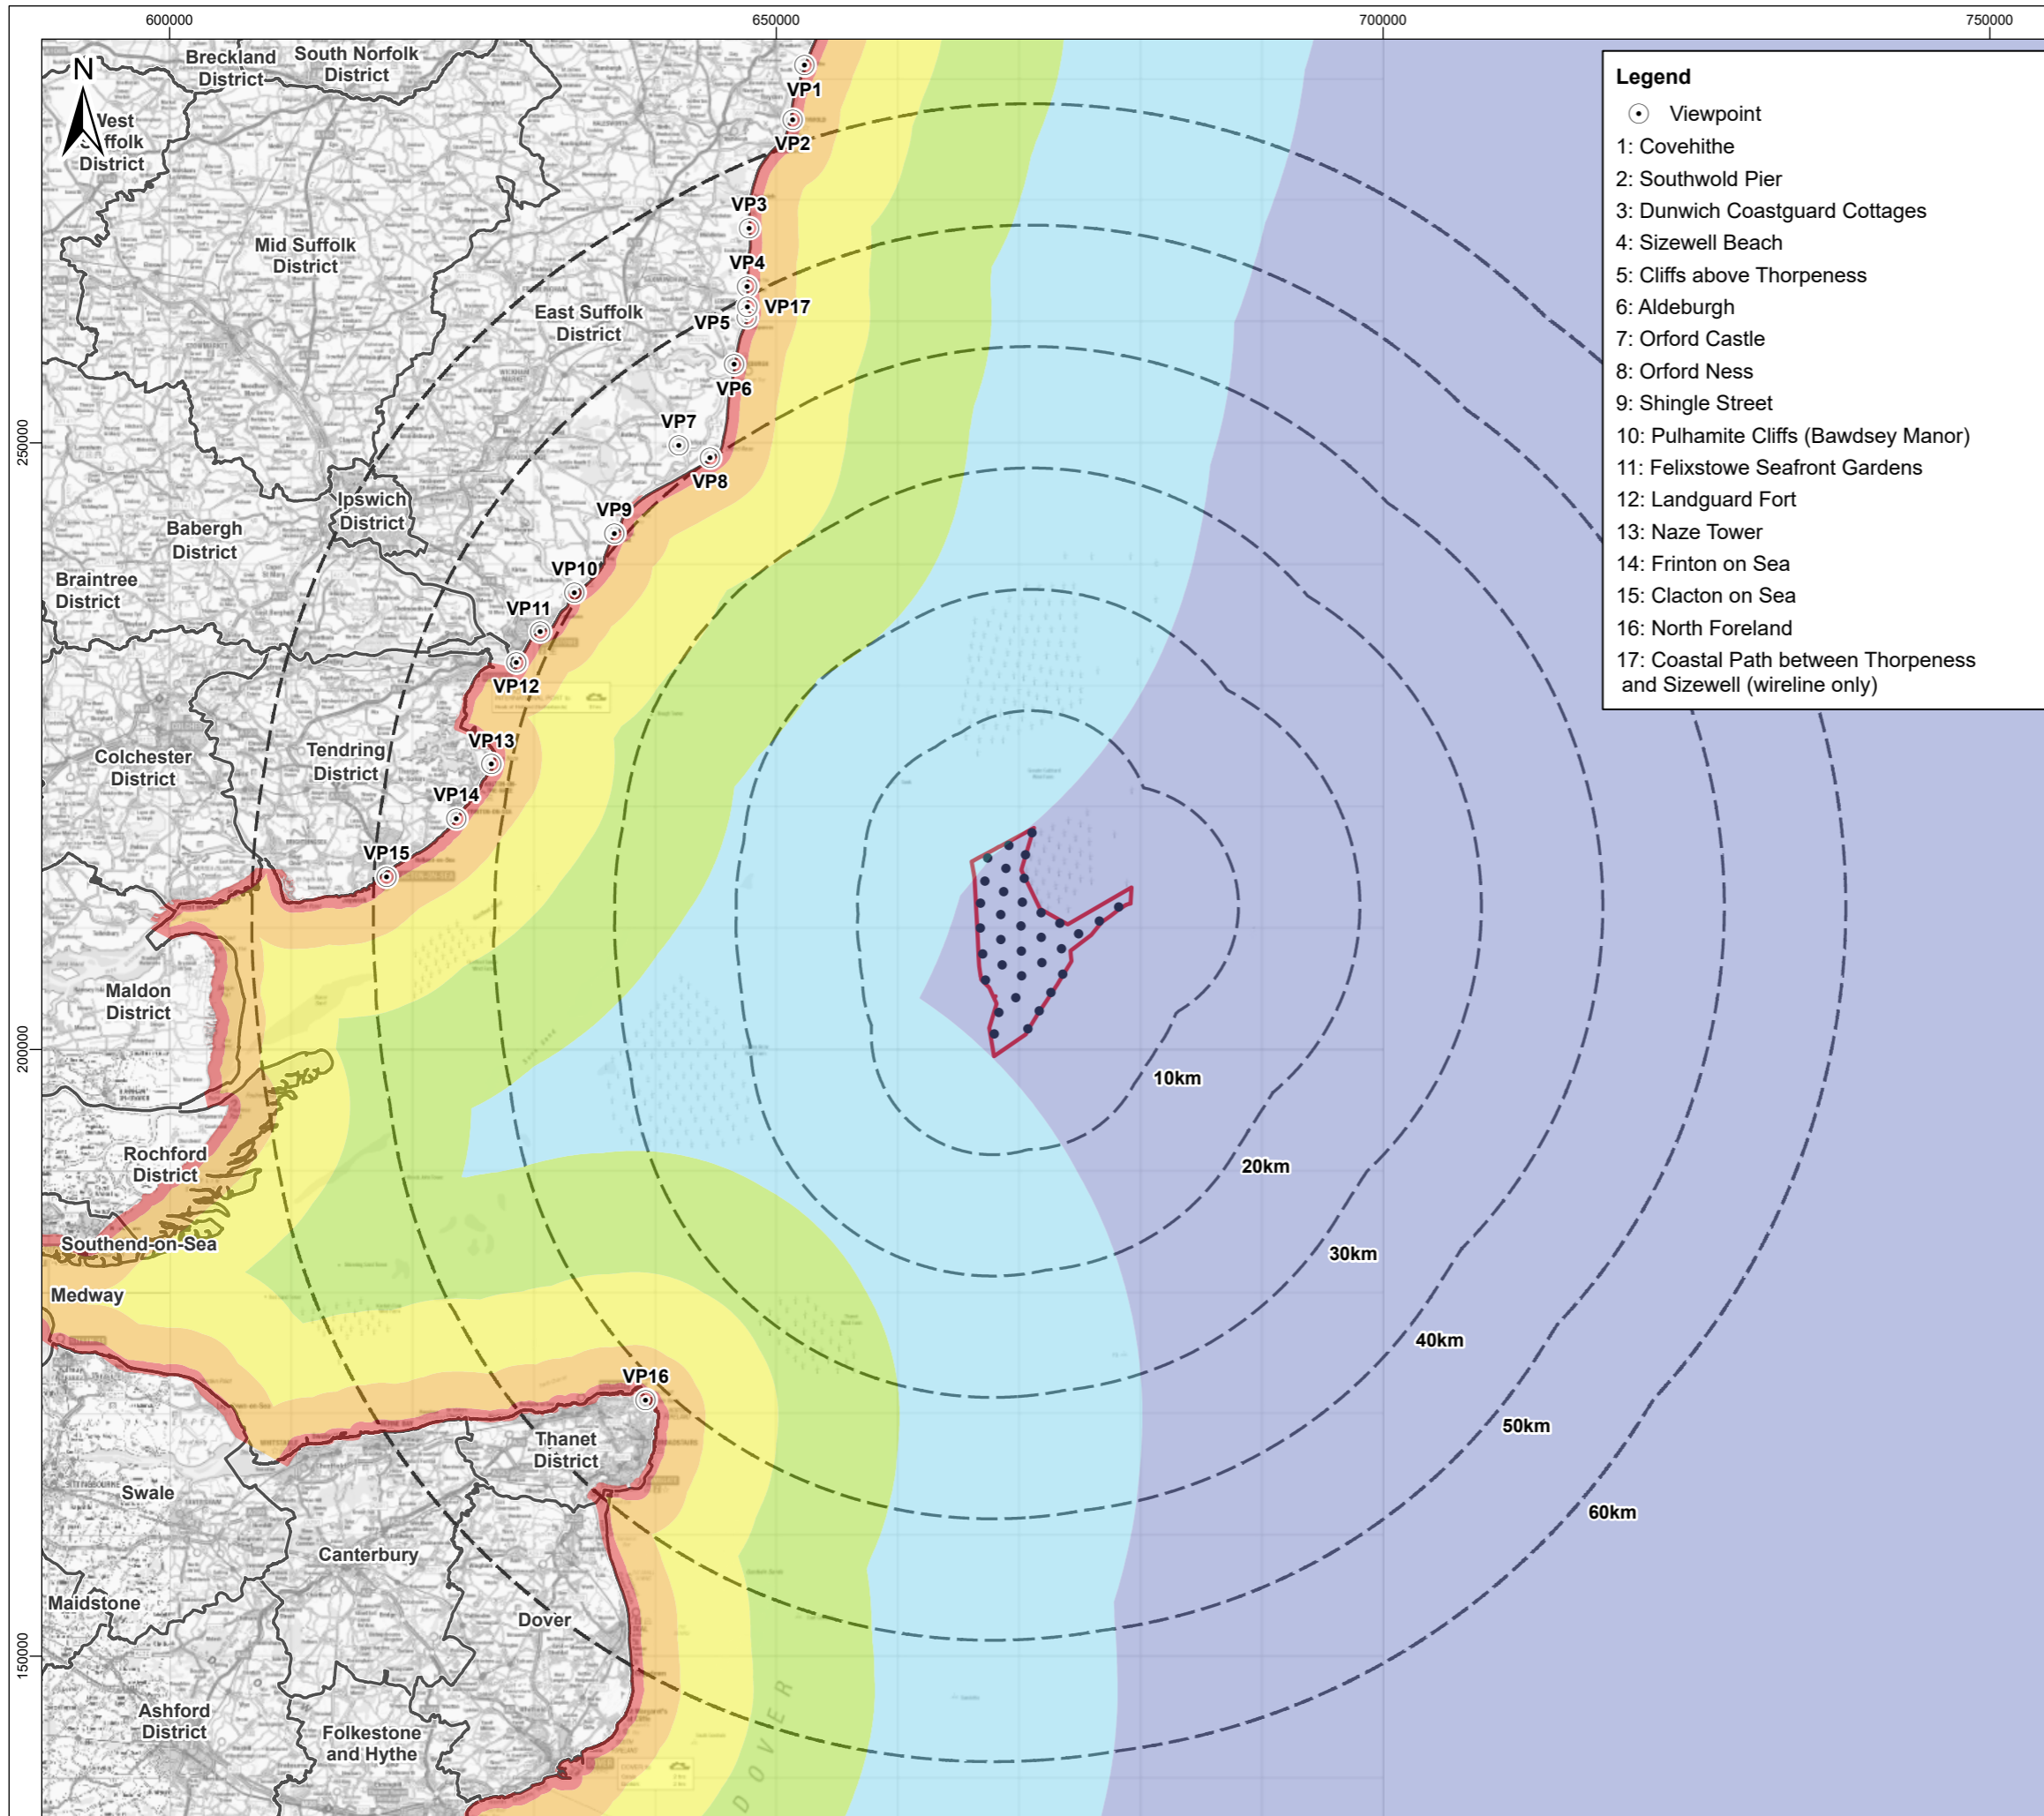 600000
650000
700000
750000
250000
200000
150000
N
Breckland
District
South Norfolk
District
West
Suffolk
District
Mid Suffolk
District
East Suffolk
District
Ipswich
District
Babergh
District
Braintree
District
Colchester
District
Tendring
District
Maldon
District
Rochford
District
Southend-on-Sea
Medway
Swale
Thanet
District
Canterbury
Maidstone
Dover
Ashford
District
Folkestone
and Hythe
VP1
VP2
VP3
VP4
VP17
VP5
VP6
VP7
VP8
VP9
VP10
VP11
VP12
VP13
VP14
VP15
VP16
10km
20km
30km
40km
50km
60km
DOVER
Legend
Viewpoint
1: Covehithe
2: Southwold Pier
3: Dunwich Coastguard Cottages
4: Sizewell Beach
5: Cliffs above Thorpeness
6: Aldeburgh
7: Orford Castle
8: Orford Ness
9: Shingle Street
10: Pulhamite Cliffs (Bawdsey Manor)
11: Felixstowe Seafront Gardens
12: Landguard Fort
13: Naze Tower
14: Frinton on Sea
15: Clacton on Sea
16: North Foreland
17: Coastal Path between Thorpeness
and Sizewell (wireline only)